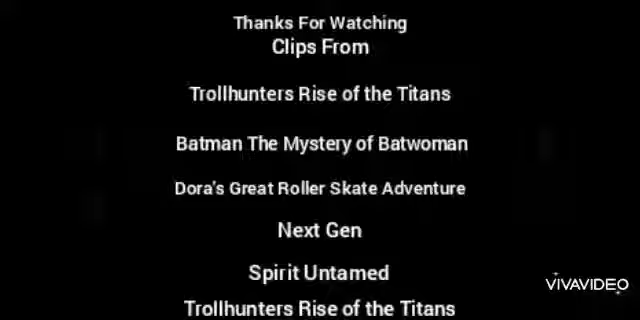 Thanks For Watching
Clips From
Trollhunters Rise of the Titans
Batman The Mystery of Batwoman
Dora's Great Roller Skate Adventure
Next Gen
Spirit Untamed
VIVAVIDEO
Trollhunters Rise of the Titans